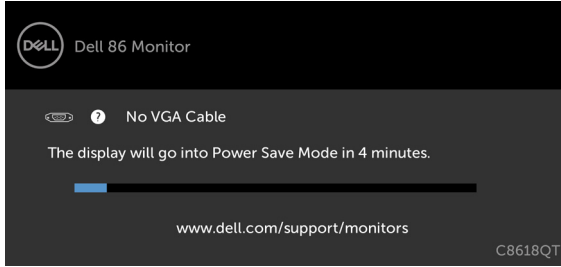 DELL
Dell 86 Monitor
? No VGA Cable
The display will go into Power Save Mode in 4 minutes.
www.dell.com/support/monitors
C8618QT